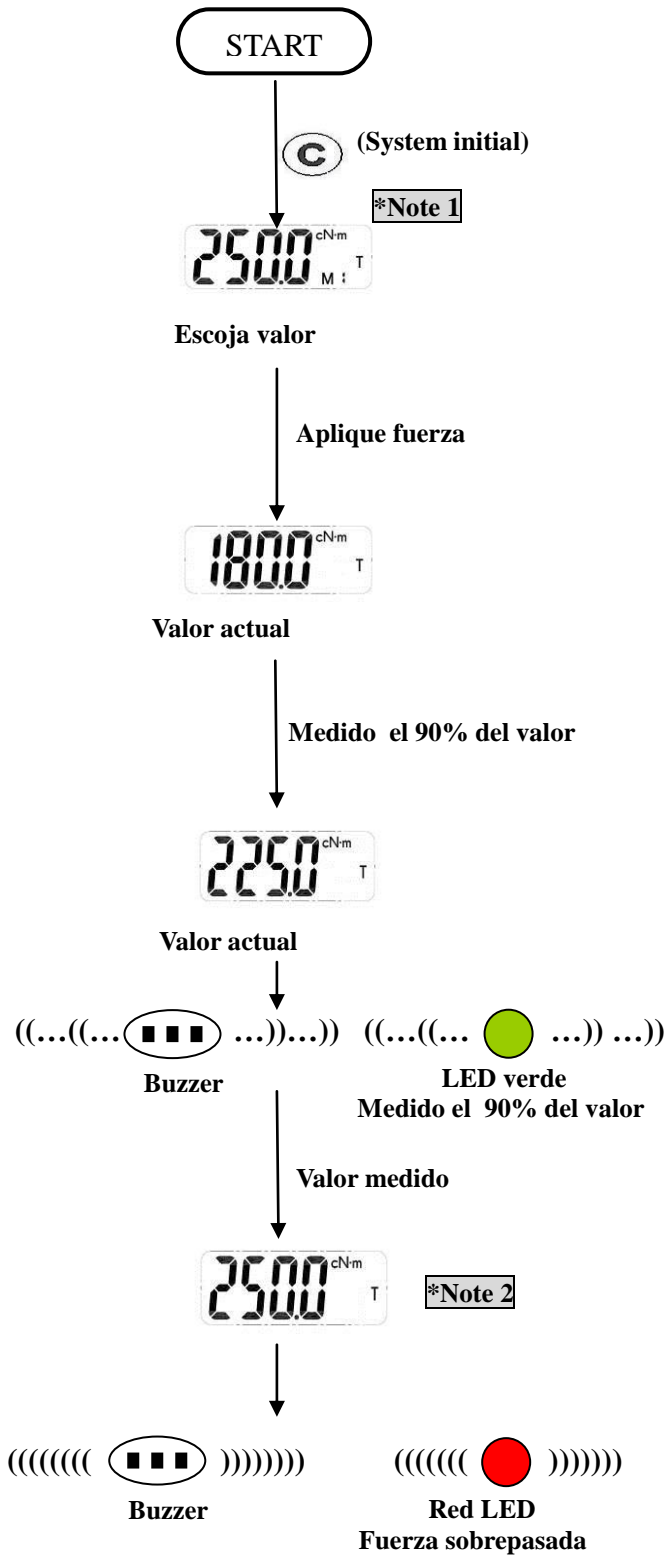 START
C (System initial)
*Note 1
250.0 cN·m
M1 T
Escoja valor
Aplique fuerza
180.0 cN·m
T
Valor actual
Medido el 90% del valor
225.0 cN·m
T
Valor actual
((…((… ■ ■ ■ …))…)) ((…((… …)) …))
Buzzer
LED verde
Medido el 90% del valor
Valor medido
250.0 cN·m
T
*Note 2
(((((((( ■ ■ ■ )))))))) ((((((( )))))))
Buzzer
Red LED
Fuerza sobrepasada